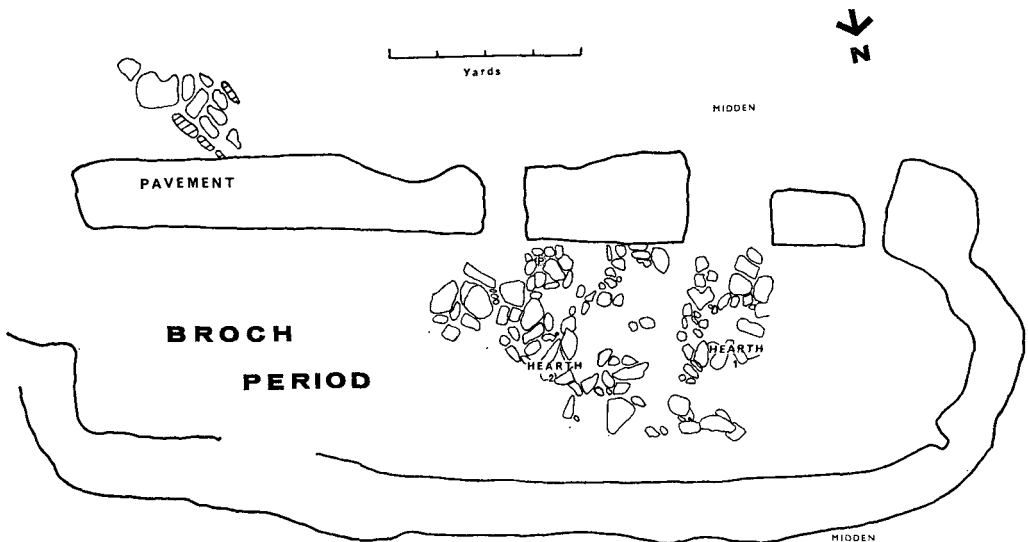 N
Yards
MIDDEN
PAVEMENT
BROCH
PERIOD
HEARTH
1
HEARTH
2
MIDDEN